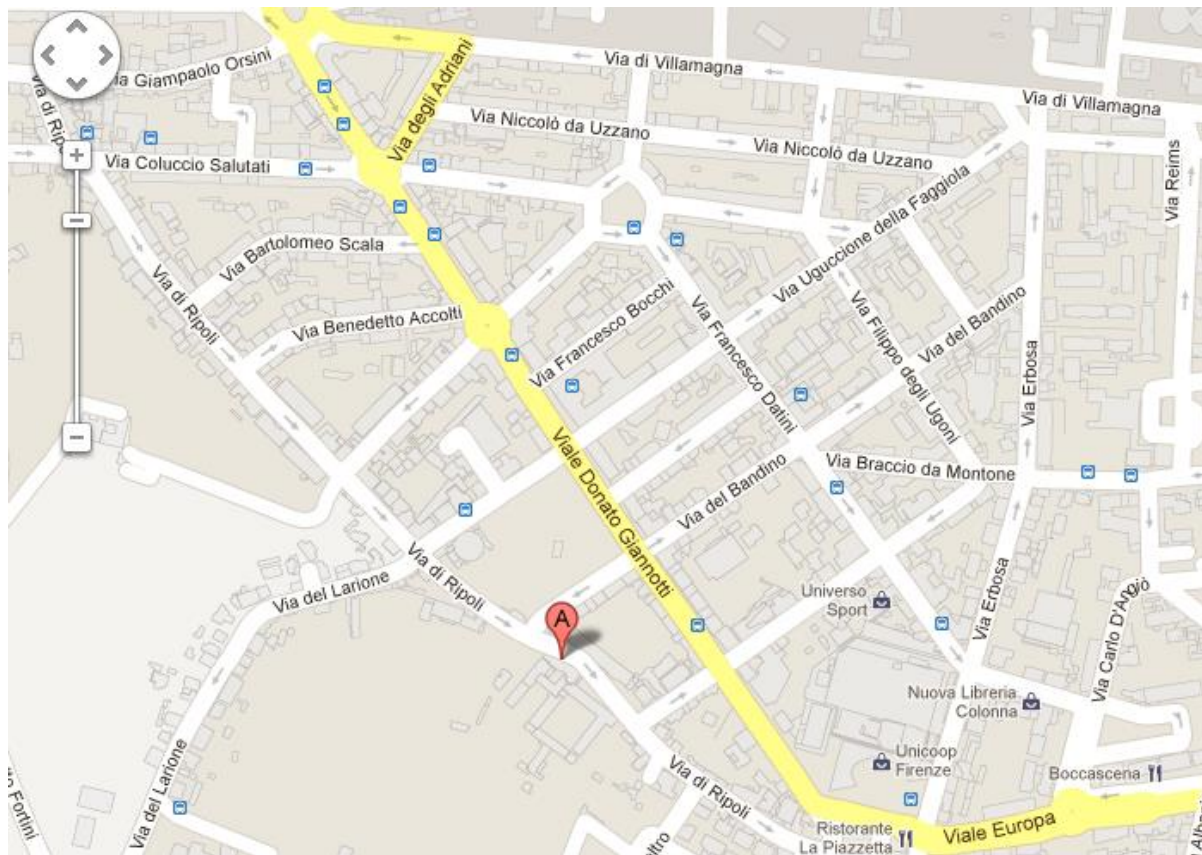 Via Giampaolo Orsini
Via degli Adriani
Via di Villamagna
Via di Villamagna
Via di Ripoli
Via Niccolò da Uzzano
Via Niccolò da Uzzano
Via Coluccio Salutati
Via Reims
Via Uguccione della Faggiola
Via Bartolomeo Scala
Via di Ripoli
Via Benedetto Accolti
Via Francesco Bocchi
Via Francesco Datini
Via Filippo degli Ugoni
Via del Bandino
Via Erbosa
Viale Donato Giannotti
Via Braccio da Montone
Via del Bandino
Via di Ripoli
Via del Larione
Universo
Sport
Via Erbosa
Via Carlo D'Angiò
A
Nuova Libreria
Colonna
Unicoop
Firenze
Boccascena
Via di Ripoli
Via del Larione
Fortini
Ristorante
La Piazzetta
Viale Europa